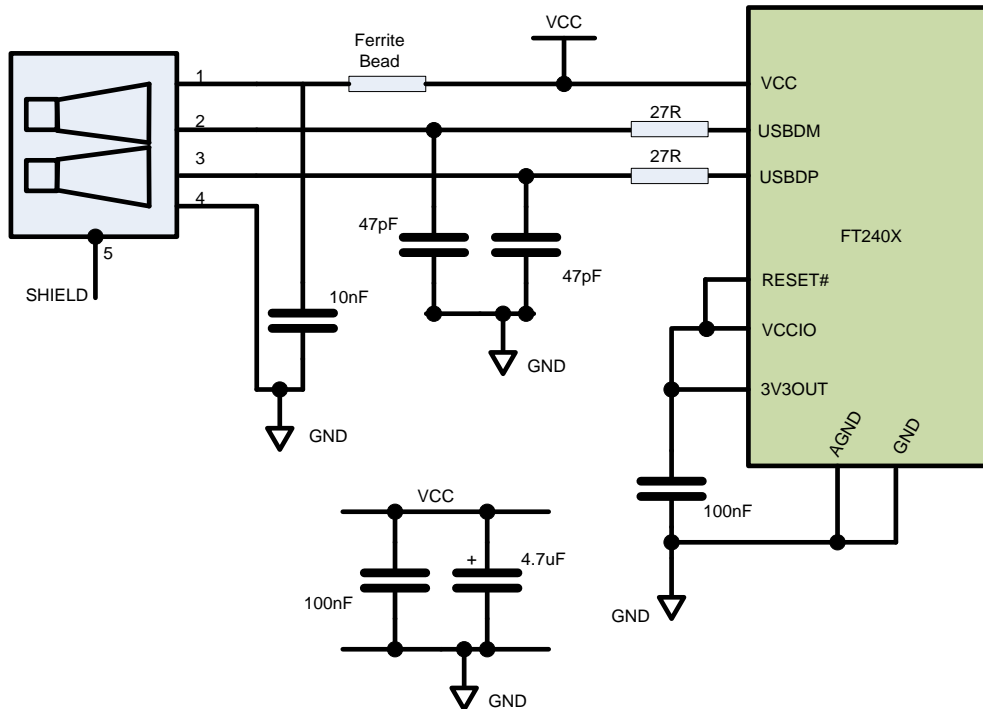 VCC
Ferrite
Bead
1
VCC
27R
2
USBDM
27R
3
USBDP
4
47pF
FT240X
5
47pF
SHIELD
10nF
RESET#
VCCIO
GND
3V3OUT
GND
AGND
GND
VCC
100nF
+
4.7uF
100nF
GND
GND